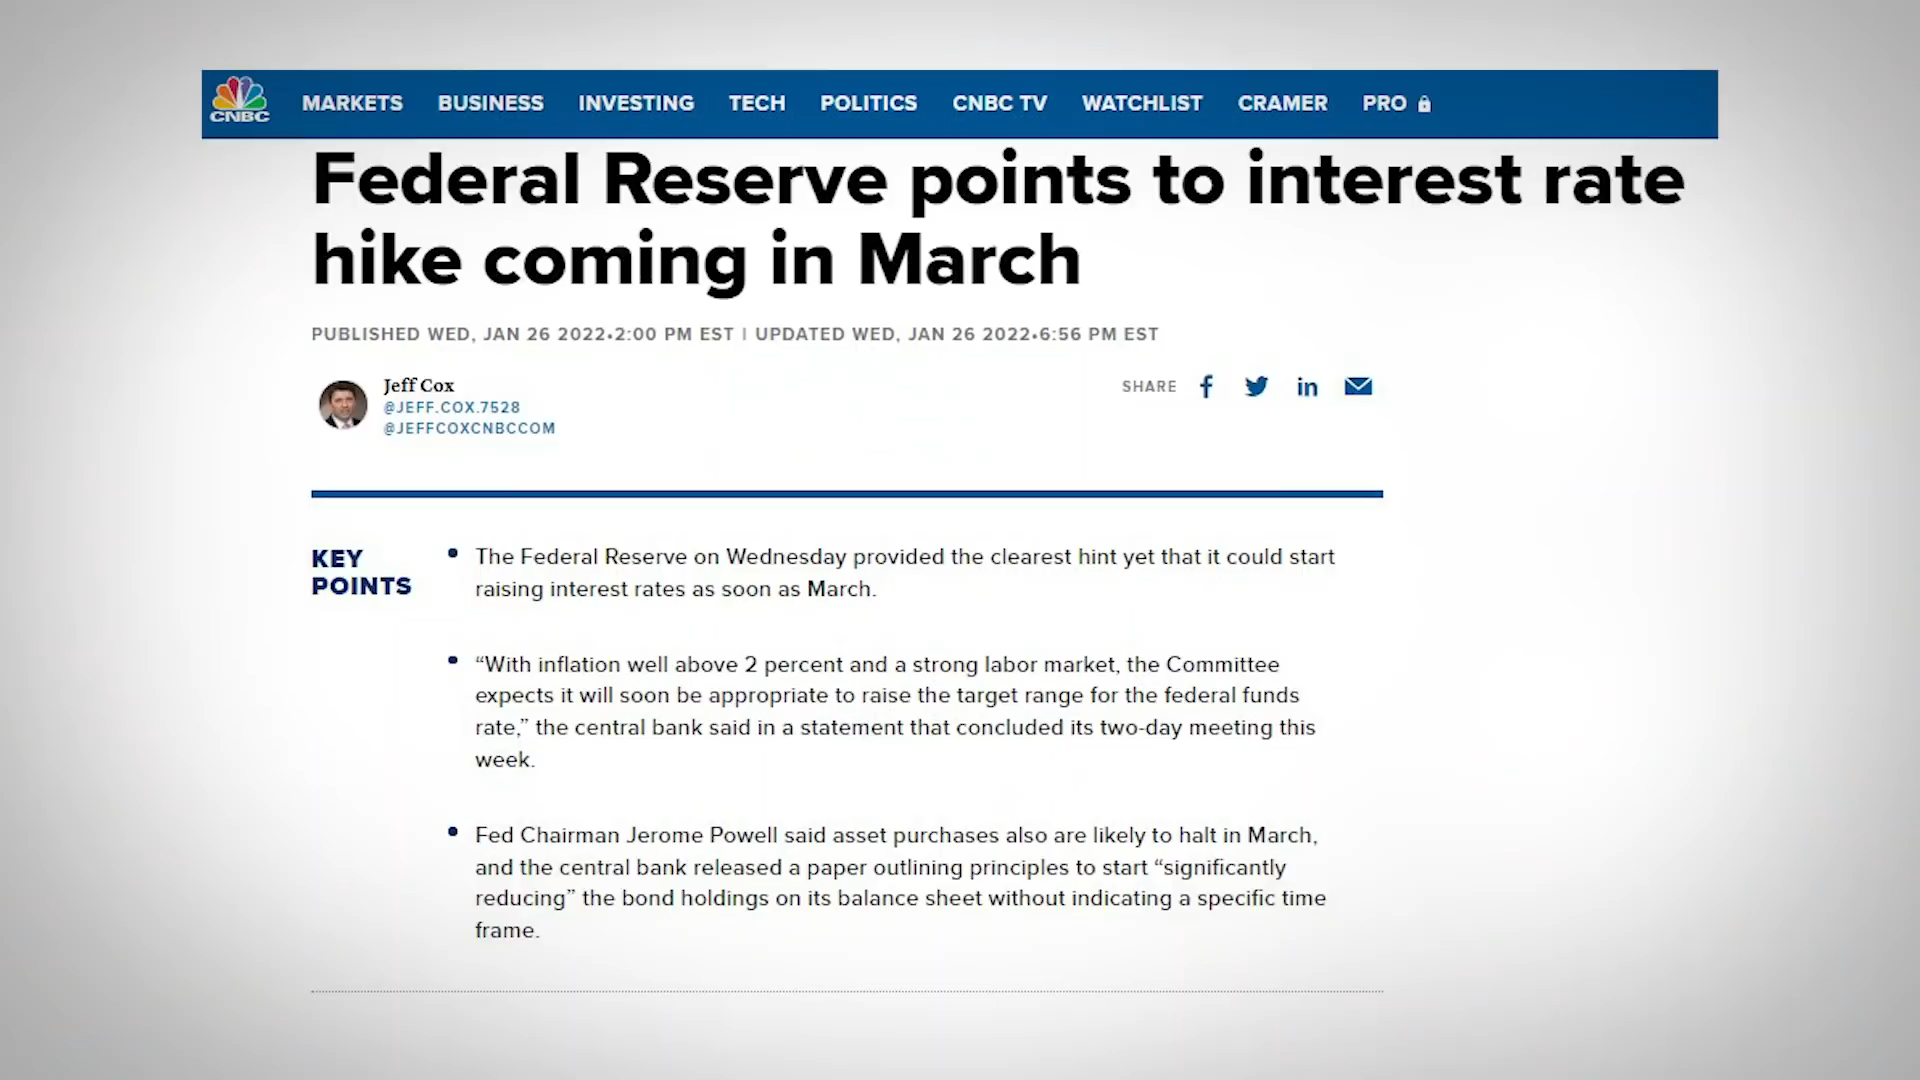 CNBC MARKETS BUSINESS INVESTING TECH POLITICS CNBC TV WATCHLIST CRAMER PRO
Federal Reserve points to interest rate
hike coming in March
PUBLISHED WED, JAN 26 2022•2:00 PM EST | UPDATED WED, JAN 26 2022•6:56 PM EST
Jeff Cox
@JEFF.COX.7528
@JEFFCOXCNBCCOM
SHARE f in
KEY
POINTS
• The Federal Reserve on Wednesday provided the clearest hint yet that it could start
raising interest rates as soon as March.
• “With inflation well above 2 percent and a strong labor market, the Committee
expects it will soon be appropriate to raise the target range for the federal funds
rate,” the central bank said in a statement that concluded its two-day meeting this
week.
• Fed Chairman Jerome Powell said asset purchases also are likely to halt in March,
and the central bank released a paper outlining principles to start “significantly
reducing” the bond holdings on its balance sheet without indicating a specific time
frame.